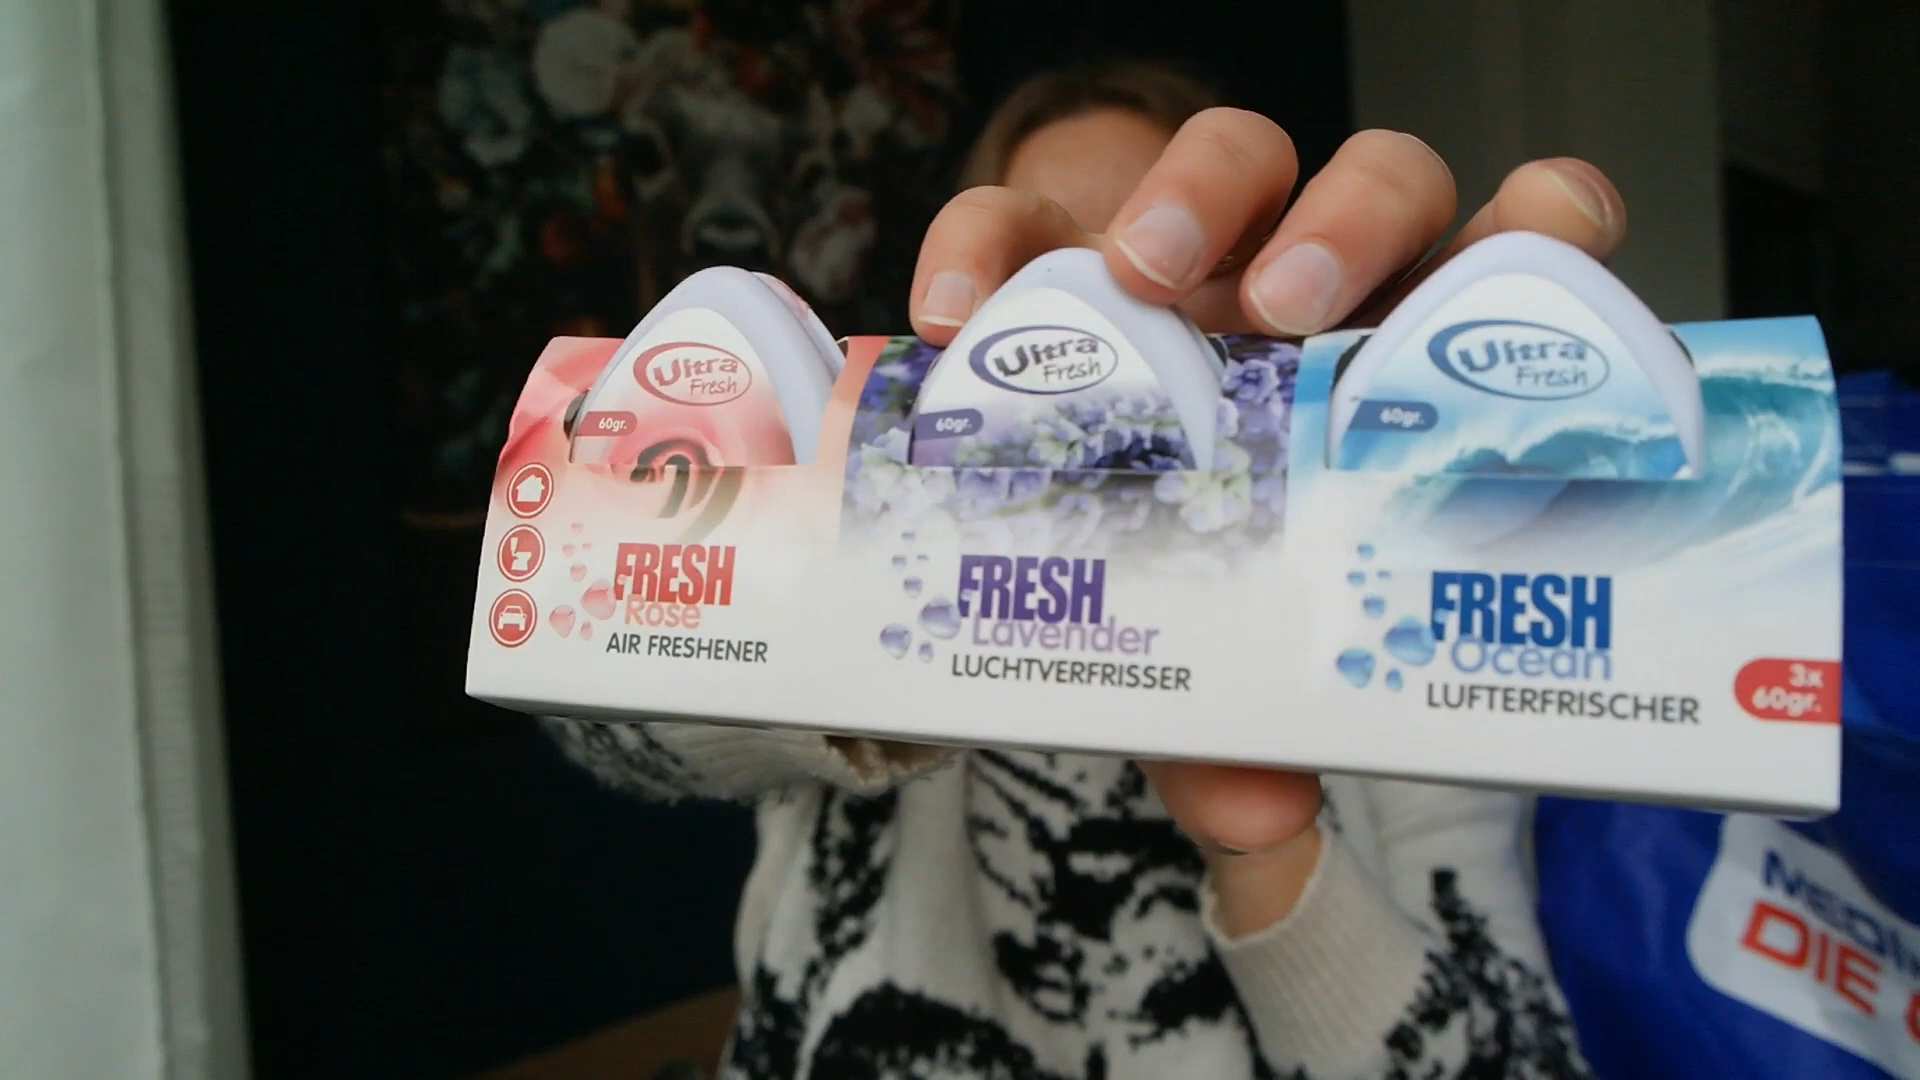 Ultra
Fresh
60gr.
FRESH
Rose
AIR FRESHENER
Ultra
Fresh
60gr.
FRESH
Lavender
LUCHTVERFRISSER
Ultra
Fresh
60gr.
FRESH
Ocean
LUFTERFRISCHER
3x
60gr.
DIE